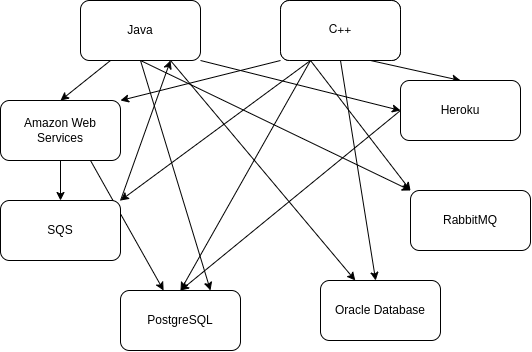 Java
C++
Amazon Web
Services
Heroku
SQS
RabbitMQ
PostgreSQL
Oracle Database